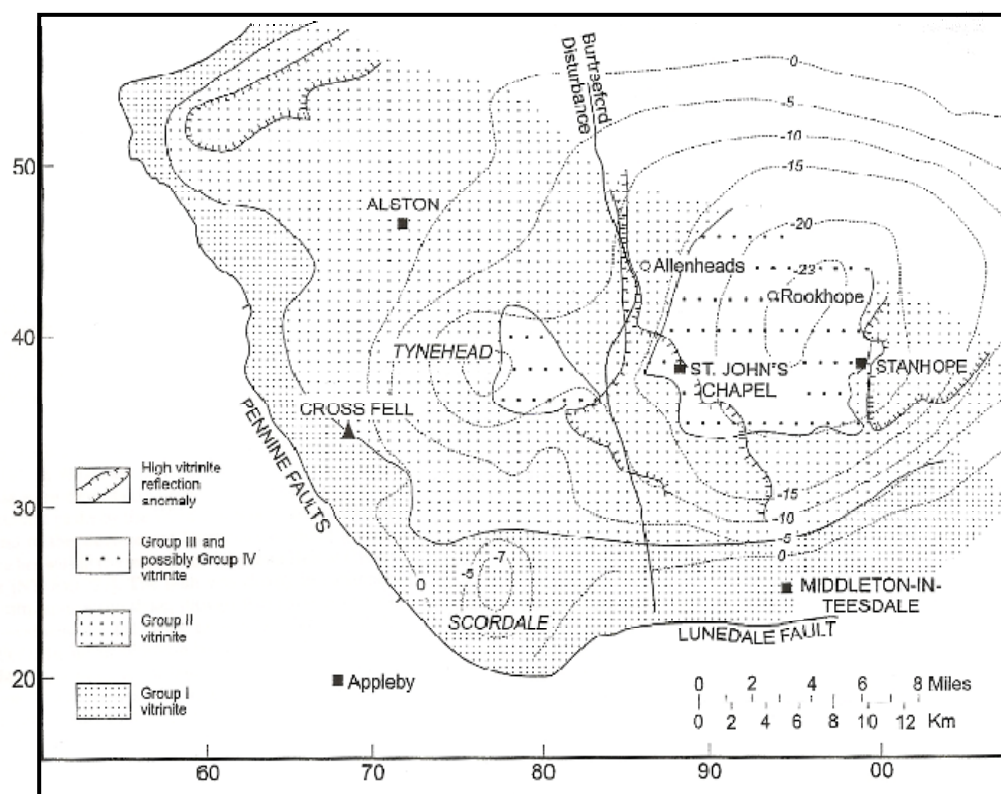 Burtreeford
Disturbance
0
-5
-10
-15
-20
-23
50
ALSTON
Allenheads
Rookhope
40
TYNEHEAD
ST. JOHN'S
CHAPEL
STANHOPE
CROSS FELL
PENNINE FAULTS
High vitrinite
reflection
anomaly
30
-15
-10
-5
0
Group III and
possibly Group IV
vitrinite
-5
-7
0
MIDDLETON-IN-
TEESDALE
SCORDALE
LUNEDALE FAULT
Group II
vitrinite
20
Appleby
0 2 4 6 8 Miles
0 2 4 6 8 10 12 Km
Group I
vitrinite
60 70 80 90 00